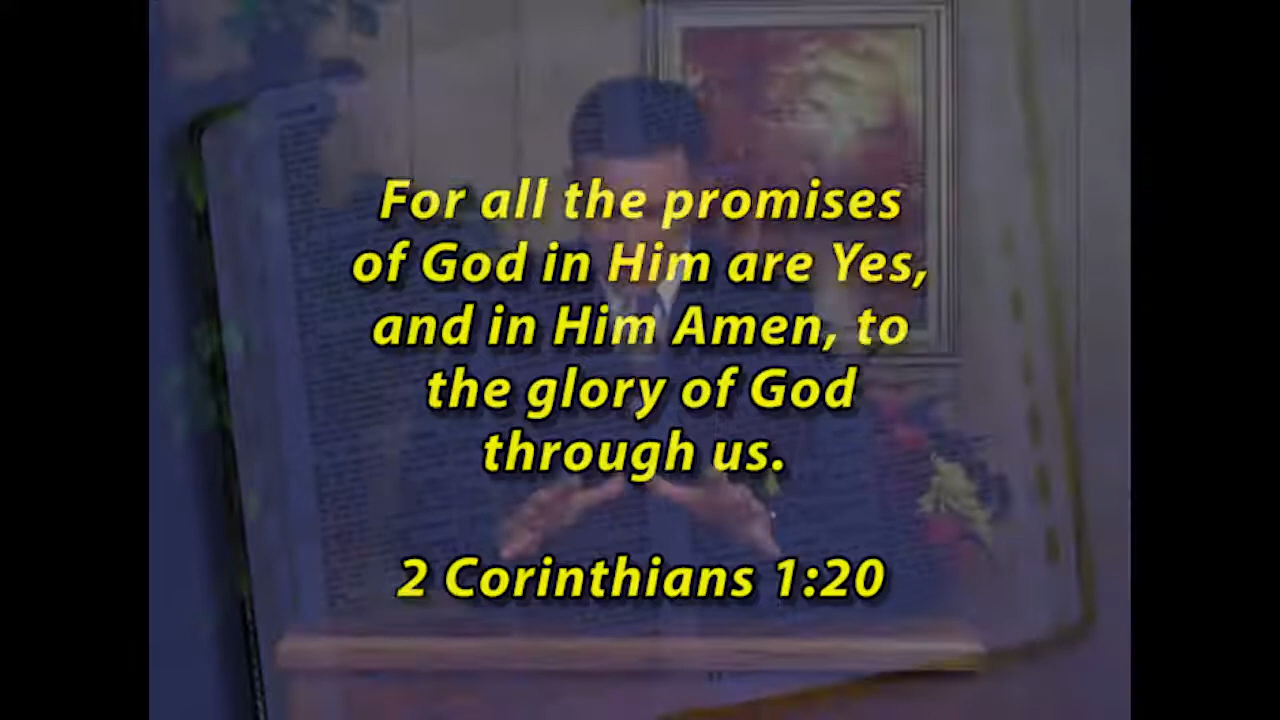 For all the promises
of God in Him are Yes,
and in Him Amen, to
the glory of God
through us.
2 Corinthians 1:20